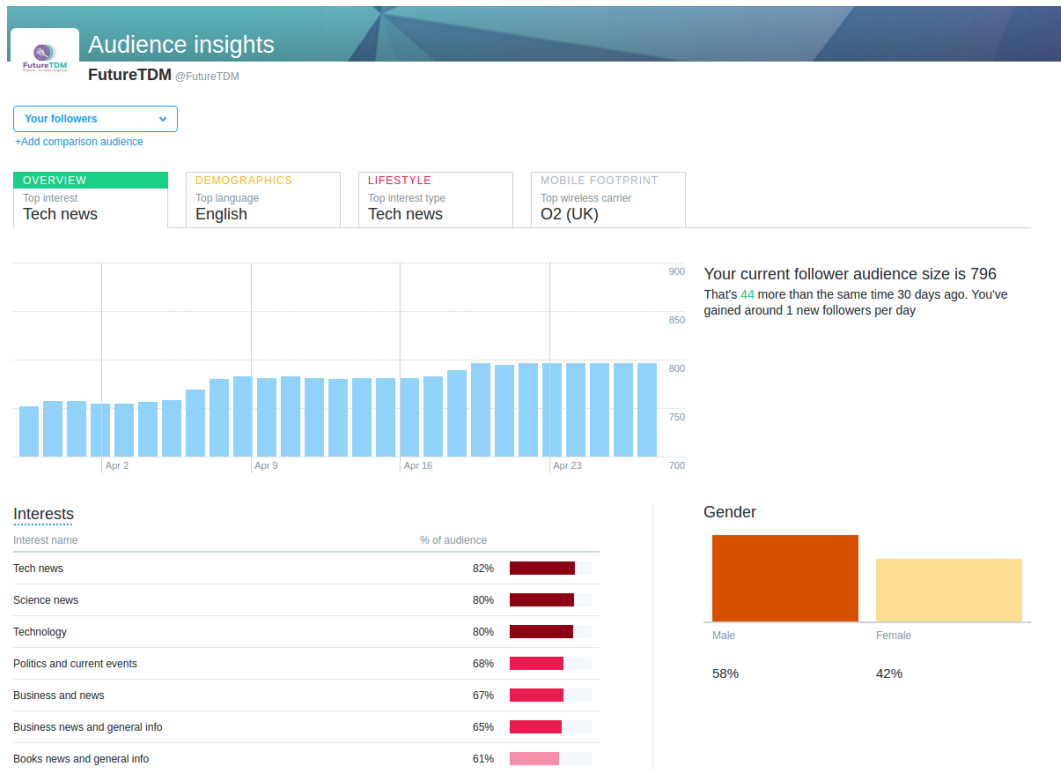 Audience insights
FutureTDM
FutureTDM @FutureTDM
Your followers
+Add comparison audience
OVERVIEW
Top interest
Tech news
DEMOGRAPHICS
Top language
English
LIFESTYLE
Top interest type
Tech news
MOBILE FOOTPRINT
Top wireless carrier
O2 (UK)
900
850
800
750
700
Apr 2
Apr 9
Apr 16
Apr 23
Your current follower audience size is 796
That's 44 more than the same time 30 days ago. You've
gained around 1 new followers per day
Interests
Interest name % of audience
Tech news 82%
Science news 80%
Technology 80%
Politics and current events 68%
Business and news 67%
Business news and general info 65%
Books news and general info 61%
Gender
Male Female
58% 42%